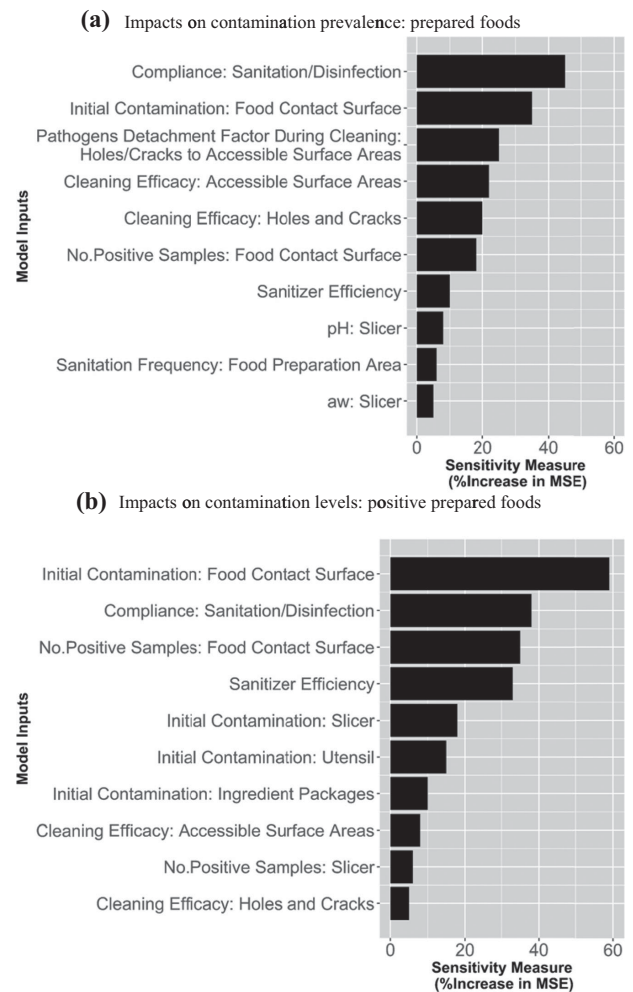 (a) Impacts on contamination prevalence: prepared foods
Model Inputs
Compliance: Sanitation/Disinfection
Initial Contamination: Food Contact Surface
Pathogens Detachment Factor During Cleaning:
Holes/Cracks to Accessible Surface Areas
Cleaning Efficacy: Accessible Surface Areas
Cleaning Efficacy: Holes and Cracks
No.Positive Samples: Food Contact Surface
Sanitizer Efficiency
pH: Slicer
Sanitation Frequency: Food Preparation Area
aw: Slicer
0 20 40 60
Sensitivity Measure
(%Increase in MSE)
(b) Impacts on contamination levels: positive prepared foods
Model Inputs
Initial Contamination: Food Contact Surface
Compliance: Sanitation/Disinfection
No.Positive Samples: Food Contact Surface
Sanitizer Efficiency
Initial Contamination: Slicer
Initial Contamination: Utensil
Initial Contamination: Ingredient Packages
Cleaning Efficacy: Accessible Surface Areas
No.Positive Samples: Slicer
Cleaning Efficacy: Holes and Cracks
0 20 40 60
Sensitivity Measure
(%Increase in MSE)